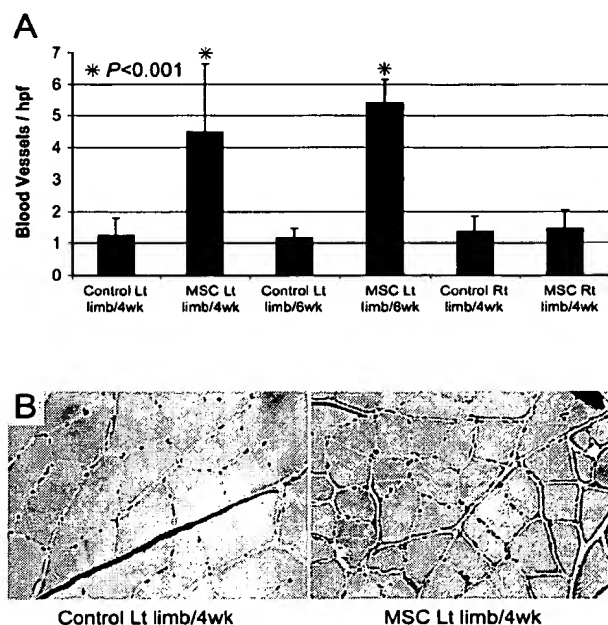 A
7
6
5
4
3
2
1
0
Blood Vessels / hpf
* P<0.001
*
*
Control Lt limb/4wk
MSC Lt limb/4wk
Control Lt limb/6wk
MSC Lt limb/6wk
Control Rt limb/4wk
MSC Rt limb/4wk
B
Control Lt limb/4wk
MSC Lt limb/4wk